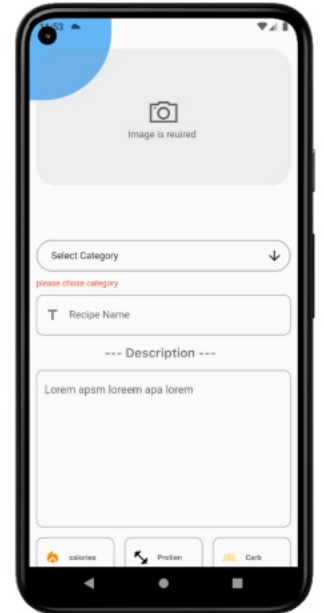 :53
Image is reuired
Select Category
please chose category
T Recipe Name
--- Description ---
Lorem apsm loreem apa lorem
calories Protien Carb